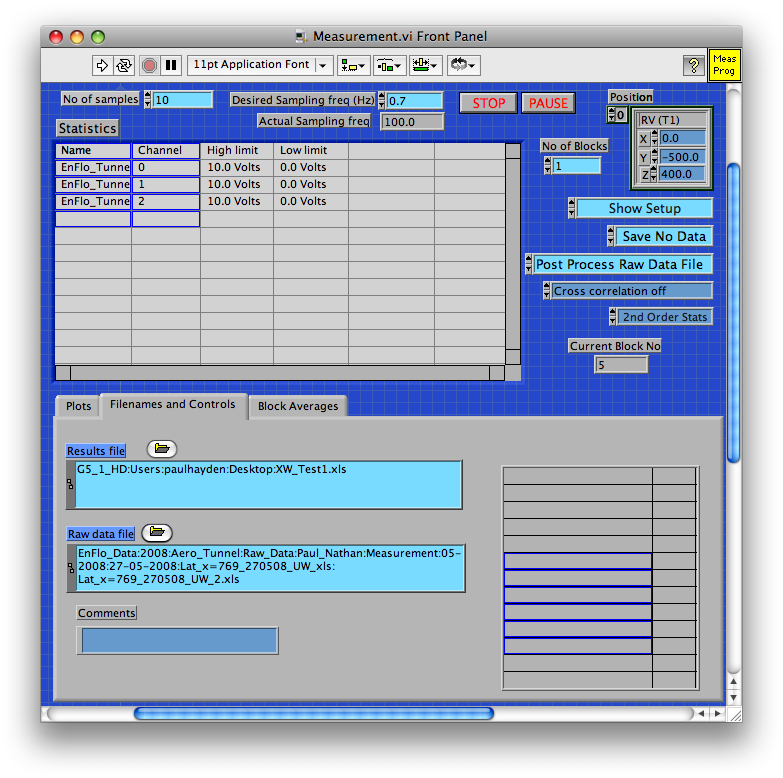 Measurement.vi Front Panel
11pt Application Font
?
Meas
Prog
No of samples
10
Desired Sampling freq (Hz)
0.7
STOP
PAUSE
Position
0
Actual Sampling freq
100.0
RV (T1)
X
0.0
Y
-500.0
Z
400.0
Statistics
Name Channel High limit Low limit
EnFlo_Tunne 0 10.0 Volts 0.0 Volts
EnFlo_Tunne 1 10.0 Volts 0.0 Volts
EnFlo_Tunne 2 10.0 Volts 0.0 Volts
No of Blocks
1
Show Setup
Save No Data
Post Process Raw Data File
Cross correlation off
2nd Order Stats
Current Block No
5
Plots
Filenames and Controls
Block Averages
Results file
G5_1_HD:Users:paulhayden:Desktop:XW_Test1.xls
Raw data file
EnFlo_Data:2008:Aero_Tunnel:Raw_Data:Paul_Nathan:Measurement:05-
2008:27-05-2008:Lat_x=769_270508_UW_xls:
Lat_x=769_270508_UW_2.xls
Comments